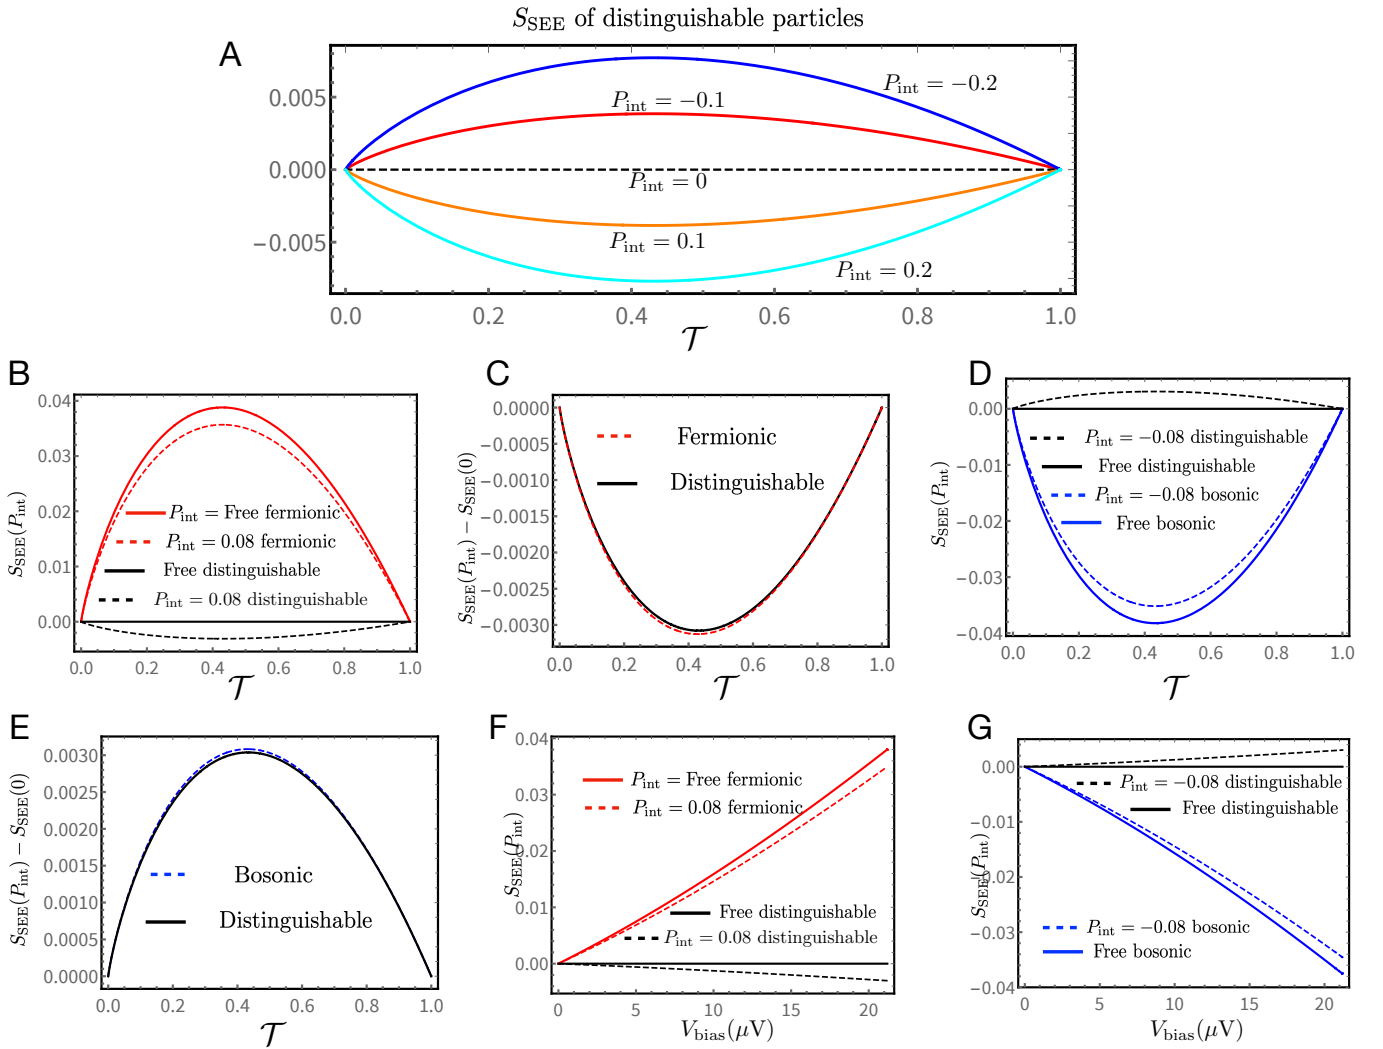 S_SEE of distinguishable particles
A
P_int = −0.2
P_int = −0.1
P_int = 0
P_int = 0.1
P_int = 0.2
0.005
0.000
−0.005
0.0 0.2 0.4 0.6 0.8 1.0
𝒯
B
S_SEE(P_int)
0.04
0.03
0.02
0.01
0.00
P_int = Free fermionic
P_int = 0.08 fermionic
Free distinguishable
P_int = 0.08 distinguishable
0.0 0.2 0.4 0.6 0.8 1.0
𝒯
C
S_SEE(P_int) − S_SEE(0)
0.0000
−0.0005
−0.0010
−0.0015
−0.0020
−0.0025
−0.0030
Fermionic
Distinguishable
0.0 0.2 0.4 0.6 0.8 1.0
𝒯
D
S_SEE(P_int)
0.00
−0.01
−0.02
−0.03
−0.04
P_int = −0.08 distinguishable
Free distinguishable
P_int = −0.08 bosonic
Free bosonic
0.0 0.2 0.4 0.6 0.8 1.0
𝒯
E
S_SEE(P_int) − S_SEE(0)
0.0030
0.0025
0.0020
0.0015
0.0010
0.0005
0.0000
Bosonic
Distinguishable
0.0 0.2 0.4 0.6 0.8 1.0
𝒯
F
S_SEE(P_int)
0.04
0.03
0.02
0.01
0.00
P_int = Free fermionic
P_int = 0.08 fermionic
Free distinguishable
P_int = 0.08 distinguishable
0 5 10 15 20
V_bias(μV)
G
S_SEE(P_int)
0.00
−0.01
−0.02
−0.03
−0.04
P_int = −0.08 distinguishable
Free distinguishable
P_int = −0.08 bosonic
Free bosonic
0 5 10 15 20
V_bias(μV)